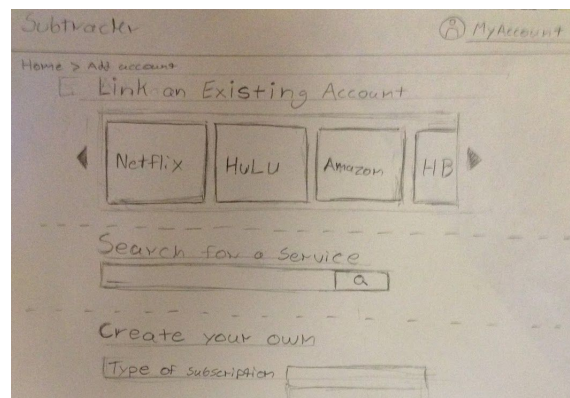 Subtracker
MyAccount
Home > Add account
Link an Existing Account
Netflix
HULU
Amazon
HB
Search for a Service
Create your own
Type of subscription